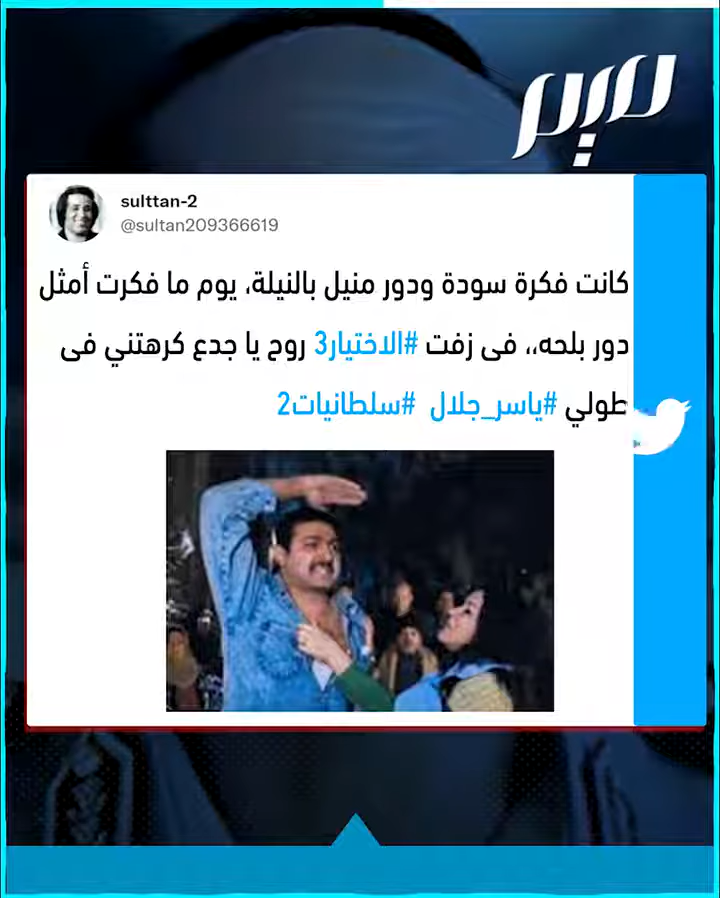 ميم
sulttan-2
@sultan209366619
كانت فكرة سودة ودور منيل بالنيلة، يوم ما فكرت أمثل
دور بلحه،، فى زفت #الاختيار3 روح يا جدع كرهتني فى
طولي #ياسر_جلال #سلطانيات2